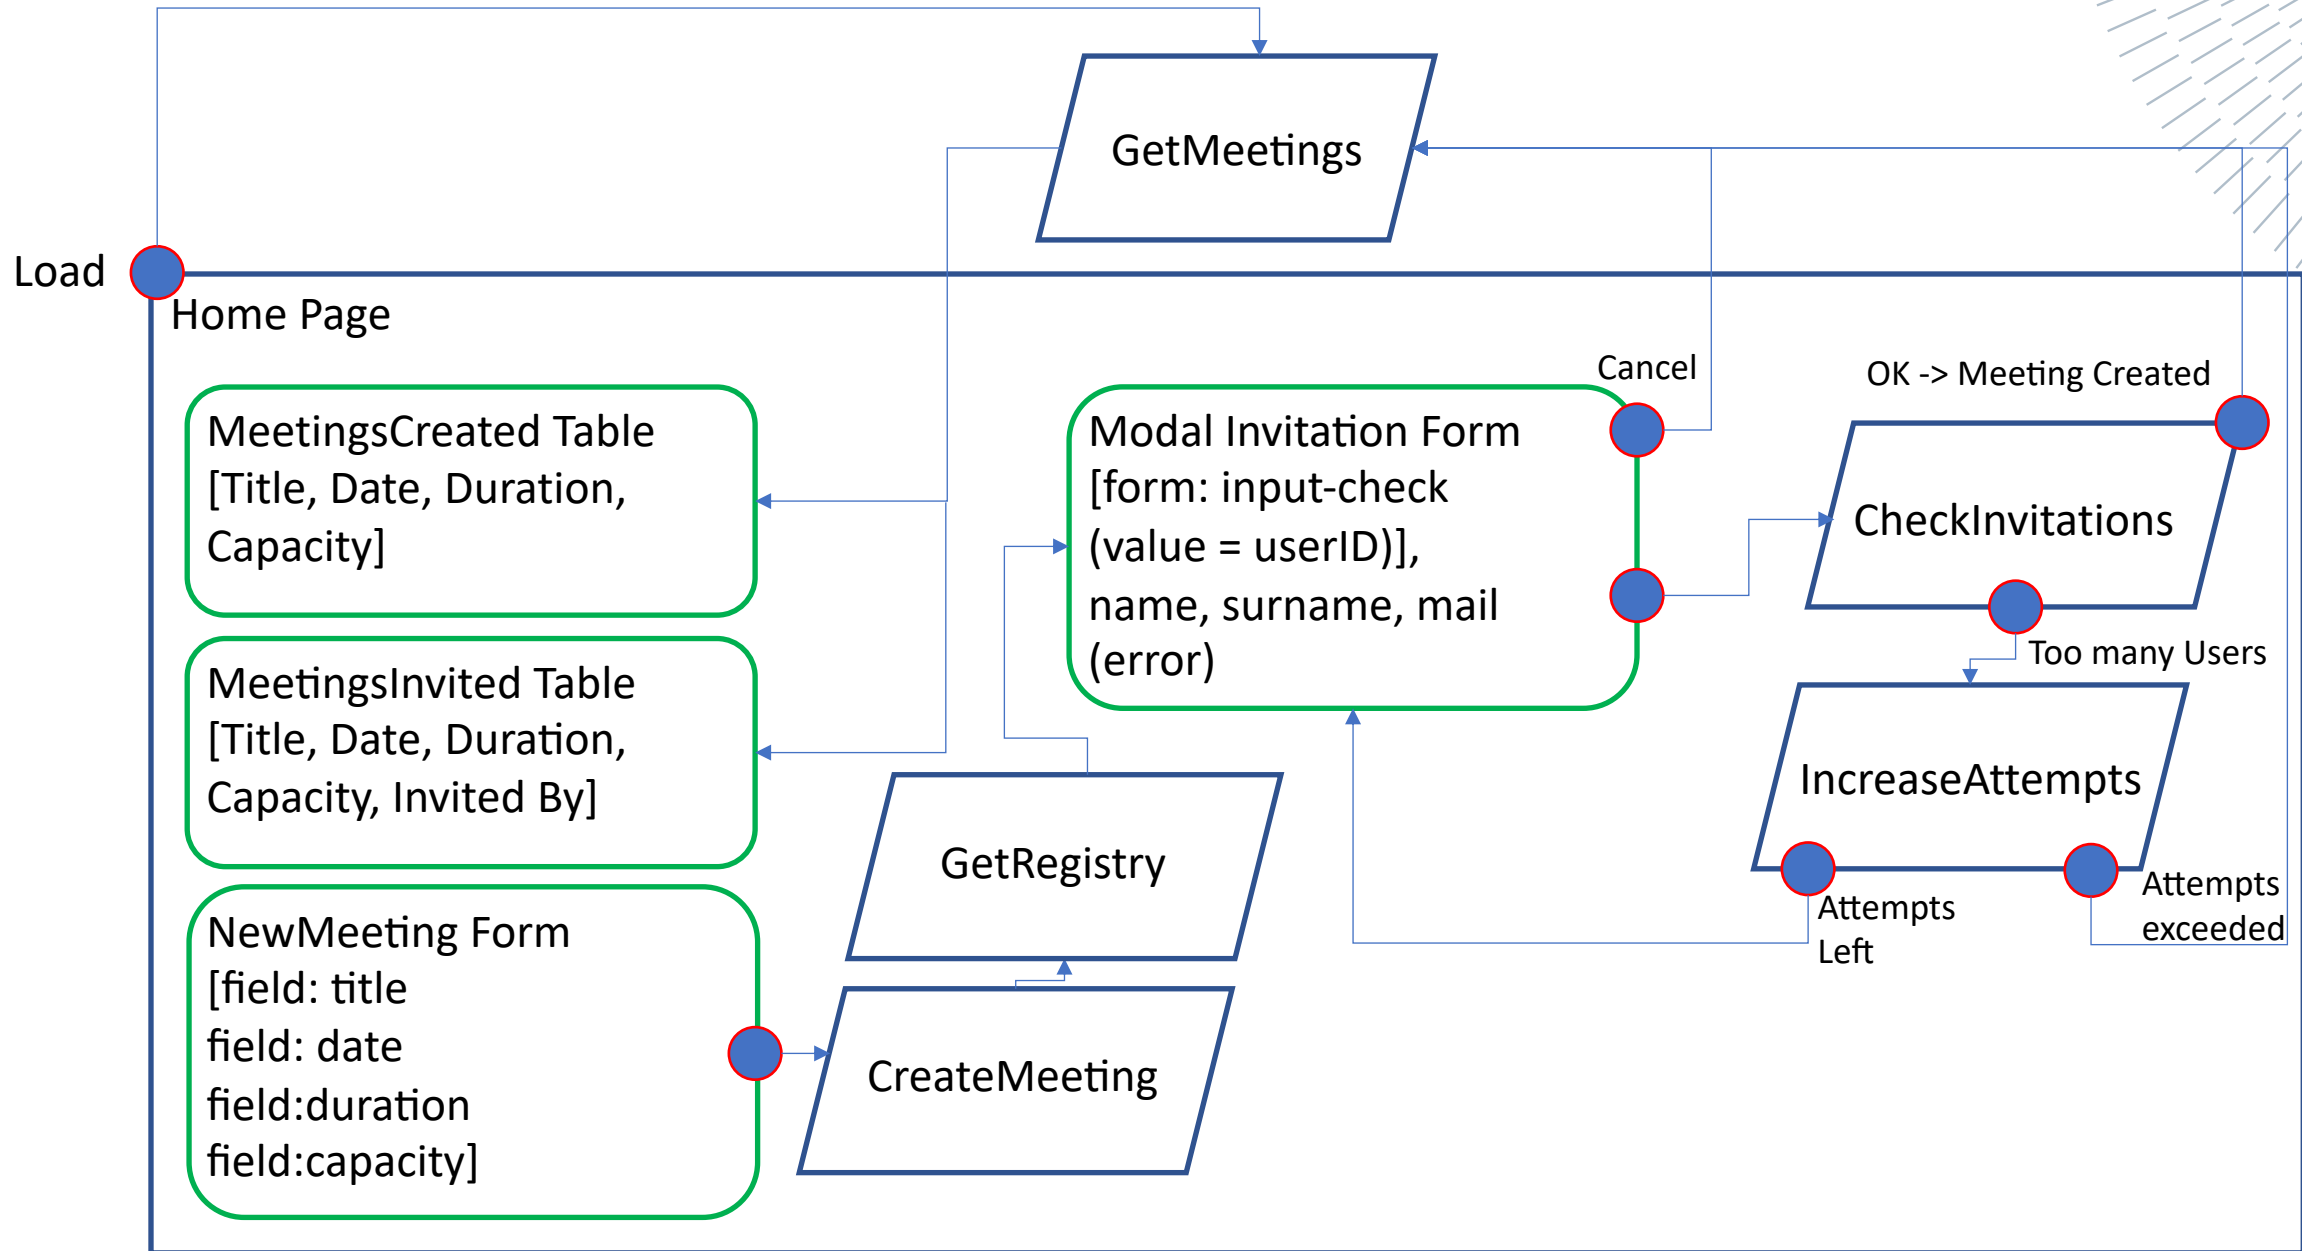 GetMeetings
Load
Home Page
MeetingsCreated Table
[Title, Date, Duration,
Capacity]
MeetingsInvited Table
[Title, Date, Duration,
Capacity, Invited By]
NewMeeting Form
[field: title
field: date
field:duration
field:capacity]
CreateMeeting
GetRegistry
Cancel
Modal Invitation Form
[form: input-check
(value = userID)],
name, surname, mail
(error)
OK -> Meeting Created
CheckInvitations
Too many Users
IncreaseAttempts
Attempts
Left
Attempts
exceeded